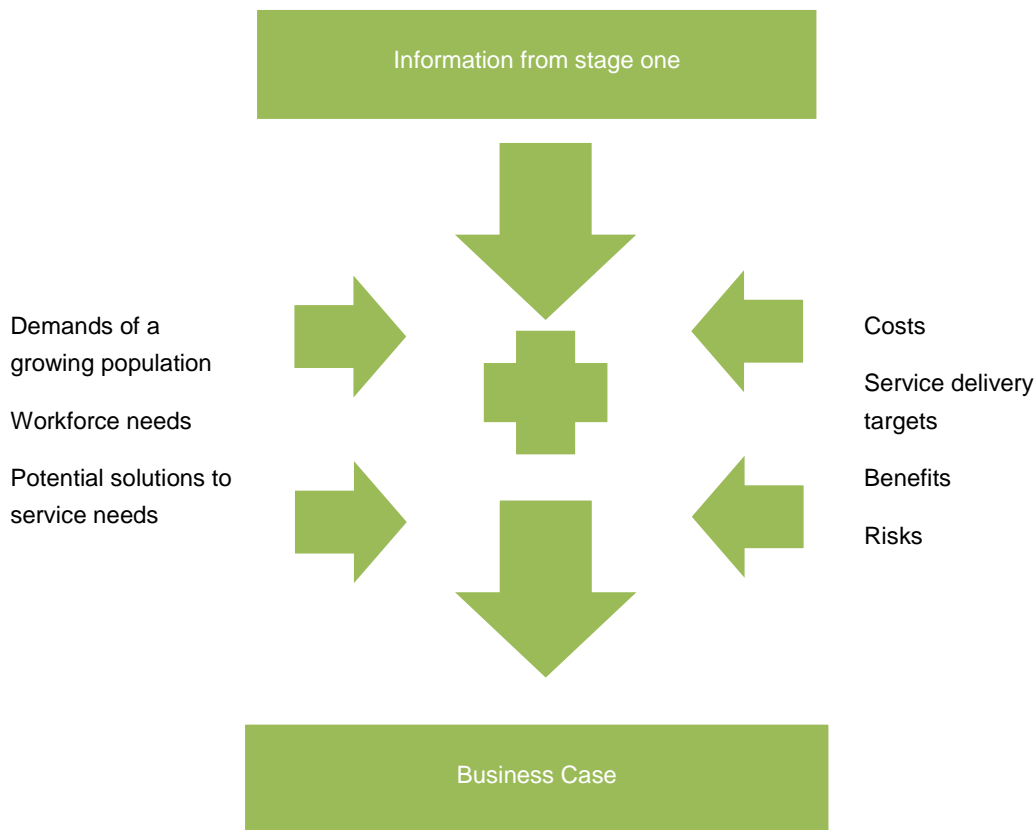 Information from stage one
Demands of a
growing population
Workforce needs
Potential solutions to
service needs
Costs
Service delivery
targets
Benefits
Risks
Business Case